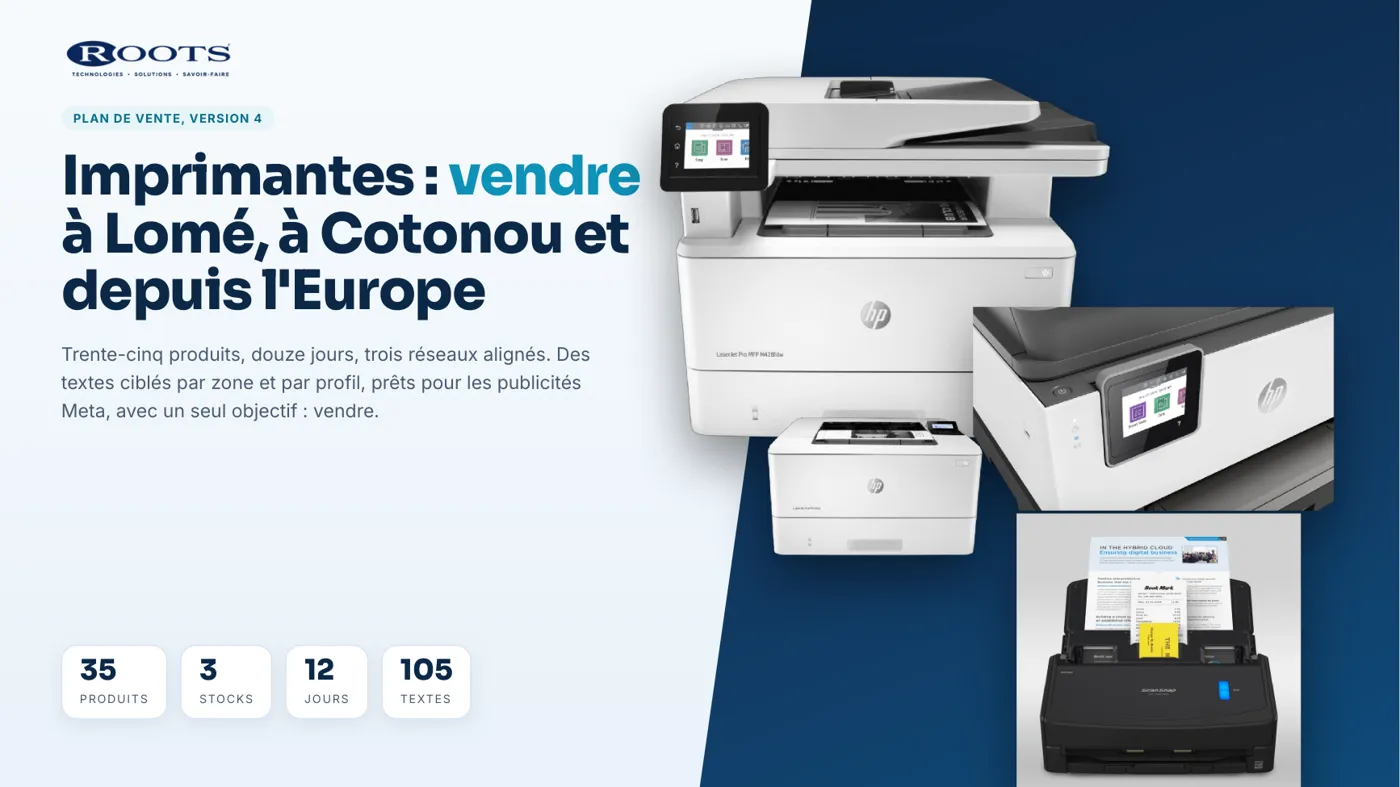 ROOTS
TECHNOLOGIES • SOLUTIONS • SAVOIR-FAIRE
PLAN DE VENTE, VERSION 4
Imprimantes : vendre
à Lomé, à Cotonou et
depuis l'Europe
Trente-cinq produits, douze jours, trois réseaux alignés. Des
textes ciblés par zone et par profil, prêts pour les publicités
Meta, avec un seul objectif : vendre.
35
PRODUITS
3
STOCKS
12
JOURS
105
TEXTES
hp
LaserJet Pro MFP M428fdw
hp
hp
IN THE HYBRID CLOUD
Ensuring digital business
Book Mark
ScanSnap